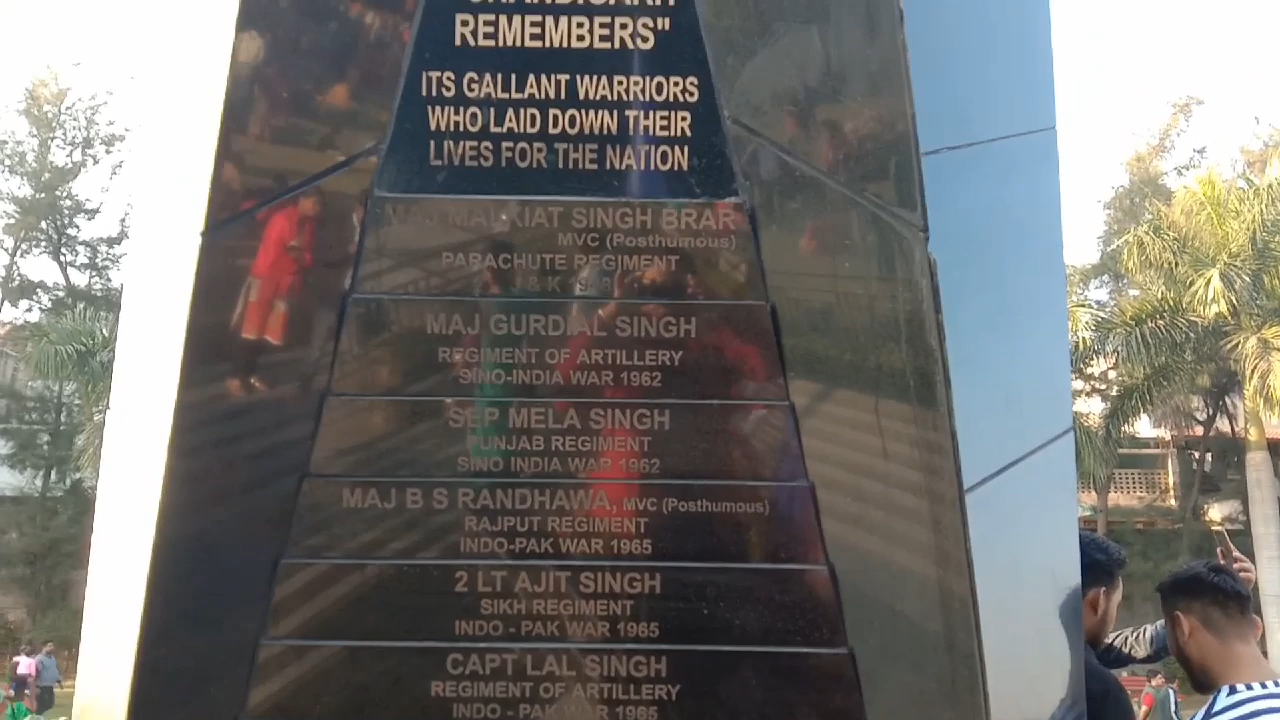 CHANDIGARH
REMEMBERS"
ITS GALLANT WARRIORS
WHO LAID DOWN THEIR
LIVES FOR THE NATION
MAJ MALKIAT SINGH BRAR
MVC (Posthumous)
PARACHUTE REGIMENT
J & K 1948
MAJ GURDIAL SINGH
REGIMENT OF ARTILLERY
SINO-INDIA WAR 1962
SEP MELA SINGH
PUNJAB REGIMENT
SINO INDIA WAR 1962
MAJ B S RANDHAWA, MVC (Posthumous)
RAJPUT REGIMENT
INDO-PAK WAR 1965
2 LT AJIT SINGH
SIKH REGIMENT
INDO - PAK WAR 1965
CAPT LAL SINGH
REGIMENT OF ARTILLERY
INDO - PAK WAR 1965